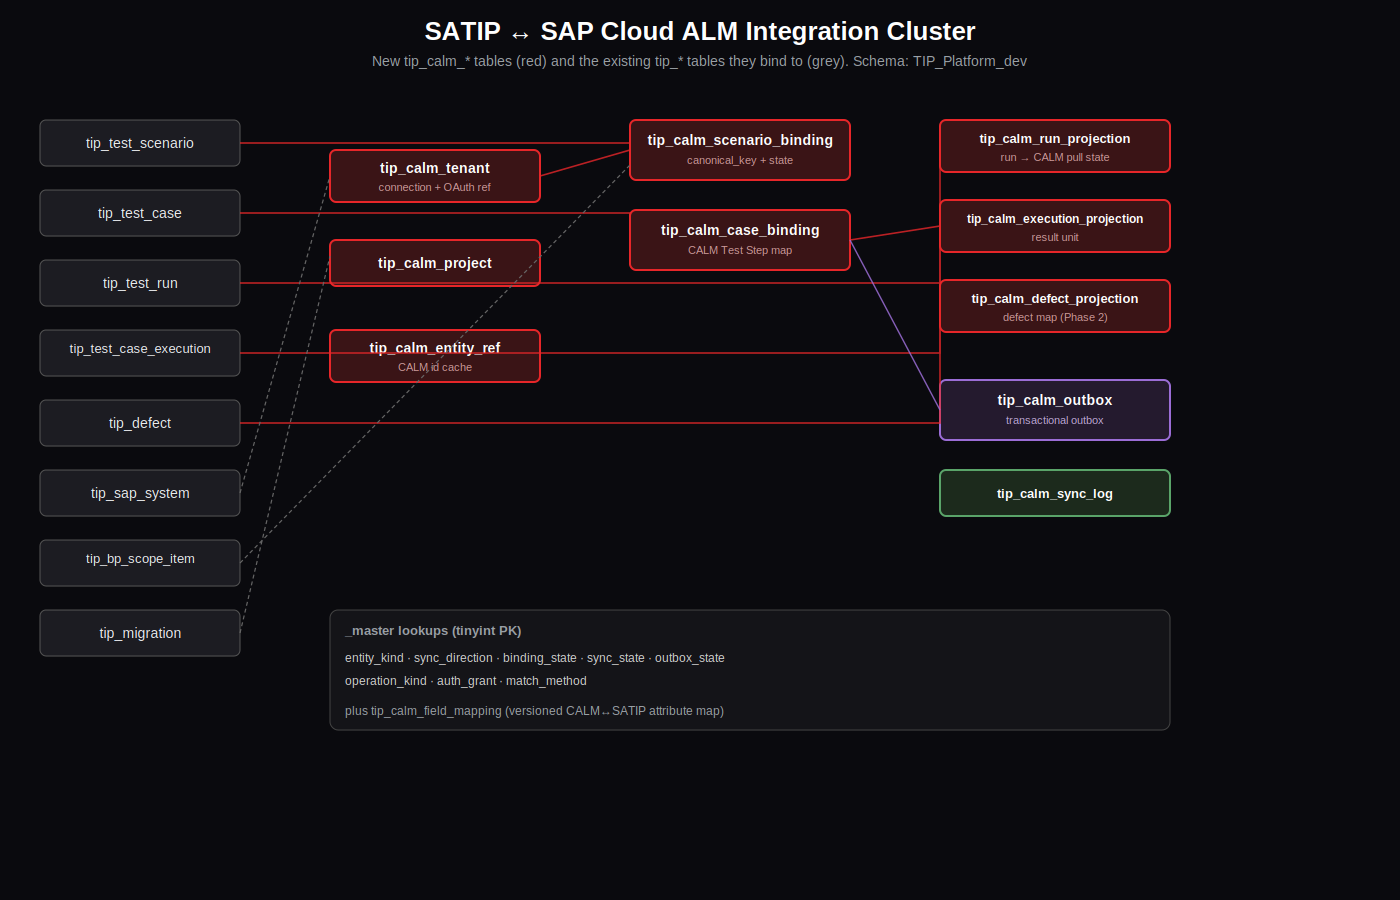 SATIP ↔ SAP Cloud ALM Integration Cluster
New tip_calm_* tables (red) and the existing tip_* tables they bind to (grey). Schema: TIP_Platform_dev
tip_test_scenario
tip_test_case
tip_test_run
tip_test_case_execution
tip_defect
tip_sap_system
tip_bp_scope_item
tip_migration
tip_calm_tenant
connection + OAuth ref
tip_calm_project
tip_calm_entity_ref
CALM id cache
tip_calm_scenario_binding
canonical_key + state
tip_calm_case_binding
CALM Test Step map
tip_calm_run_projection
run → CALM pull state
tip_calm_execution_projection
result unit
tip_calm_defect_projection
defect map (Phase 2)
tip_calm_outbox
transactional outbox
tip_calm_sync_log
_master lookups (tinyint PK)
entity_kind · sync_direction · binding_state · sync_state · outbox_state
operation_kind · auth_grant · match_method
plus tip_calm_field_mapping (versioned CALM↔SATIP attribute map)